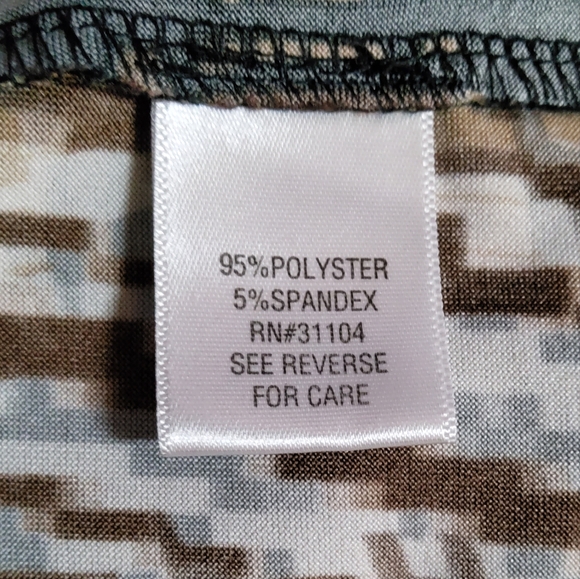 95%POLYSTER
5%SPANDEX
RN#31104
SEE REVERSE
FOR CARE